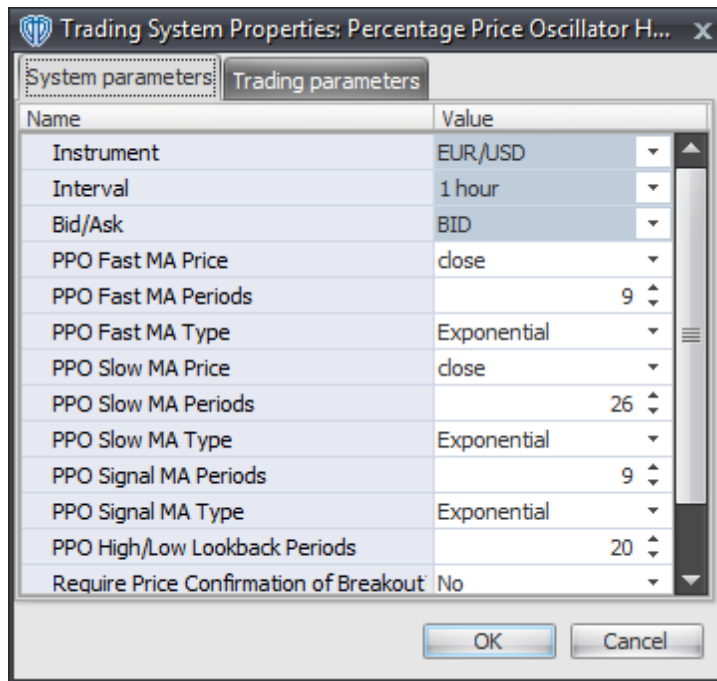 Trading System Properties: Percentage Price Oscillator H...
System parameters Trading parameters
Name Value
Instrument EUR/USD
Interval 1 hour
Bid/Ask BID
PPO Fast MA Price close
PPO Fast MA Periods 9
PPO Fast MA Type Exponential
PPO Slow MA Price close
PPO Slow MA Periods 26
PPO Slow MA Type Exponential
PPO Signal MA Periods 9
PPO Signal MA Type Exponential
PPO High/Low Lookback Periods 20
Require Price Confirmation of Breakout No
OK Cancel